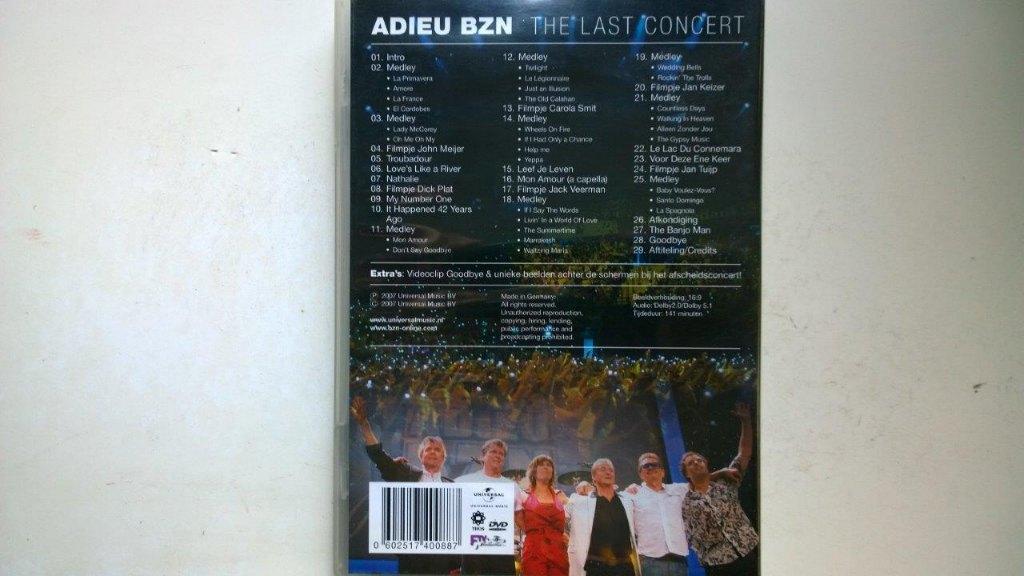 ADIEU BZN THE LAST CONCERT
01. Intro
02. Medley
• La Primavera
• Amore
• La France
• El Cordobes
03. Medley
• Lady McCorey
• Oh Me Oh My
04. Filmpje John Meijer
05. Troubadour
06. Love's Like a River
07. Nathalie
08. Filmpje Dick Plat
09. My Number One
10. It Happened 42 Years
Ago
11. Medley
• Mon Amour
• Don't Say Goodbye
12. Medley
• Twilight
• Le Légionnaire
• Just an Illusion
• The Old Calahan
13. Filmpje Carola Smit
14. Medley
• Wheels On Fire
• If I Had Only a Chance
• Help me
• Yeppa
15. Leef Je Leven
16. Mon Amour (a capella)
17. Filmpje Jack Veerman
18. Medley
• If I Say The Words
• Livin' In a World Of Love
• The Summertime
• Marrakesh
• Waltzing Maria
19. Medley
• Wedding Bells
• Rockin' The Trolls
20. Filmpje Jan Keizer
21. Medley
• Countless Days
• Walking In Heaven
• Alleen Zonder Jou
• The Gypsy Music
22. Le Lac Du Connemara
23. Voor Deze Ene Keer
24. Filmpje Jan Tuijp
25. Medley
• Baby Voulez-Vous?
• Santo Domingo
• La Spagnola
26. Afkondiging
27. The Banjo Man
28. Goodbye
29. Aftiteling/Credits
Extra's: Videoclip Goodbye & unieke beelden achter de schermen bij het afscheidsconcert!
℗ 2007 Universal Music BV
© 2007 Universal Music BV
www.universalmusic.nl
www.bzn-online.com
Made in Germany.
All rights reserved.
Unauthorized reproduction,
copying, hiring, lending,
public performance and
broadcasting prohibited.
Beeldverhouding: 16:9
Audio: Dolby2.0/Dolby 5.1
Tijdsduur: 141 minuten
UNIVERSAL
UNIVERSAL MUSIC
TROS
DVD
0 602517 400887